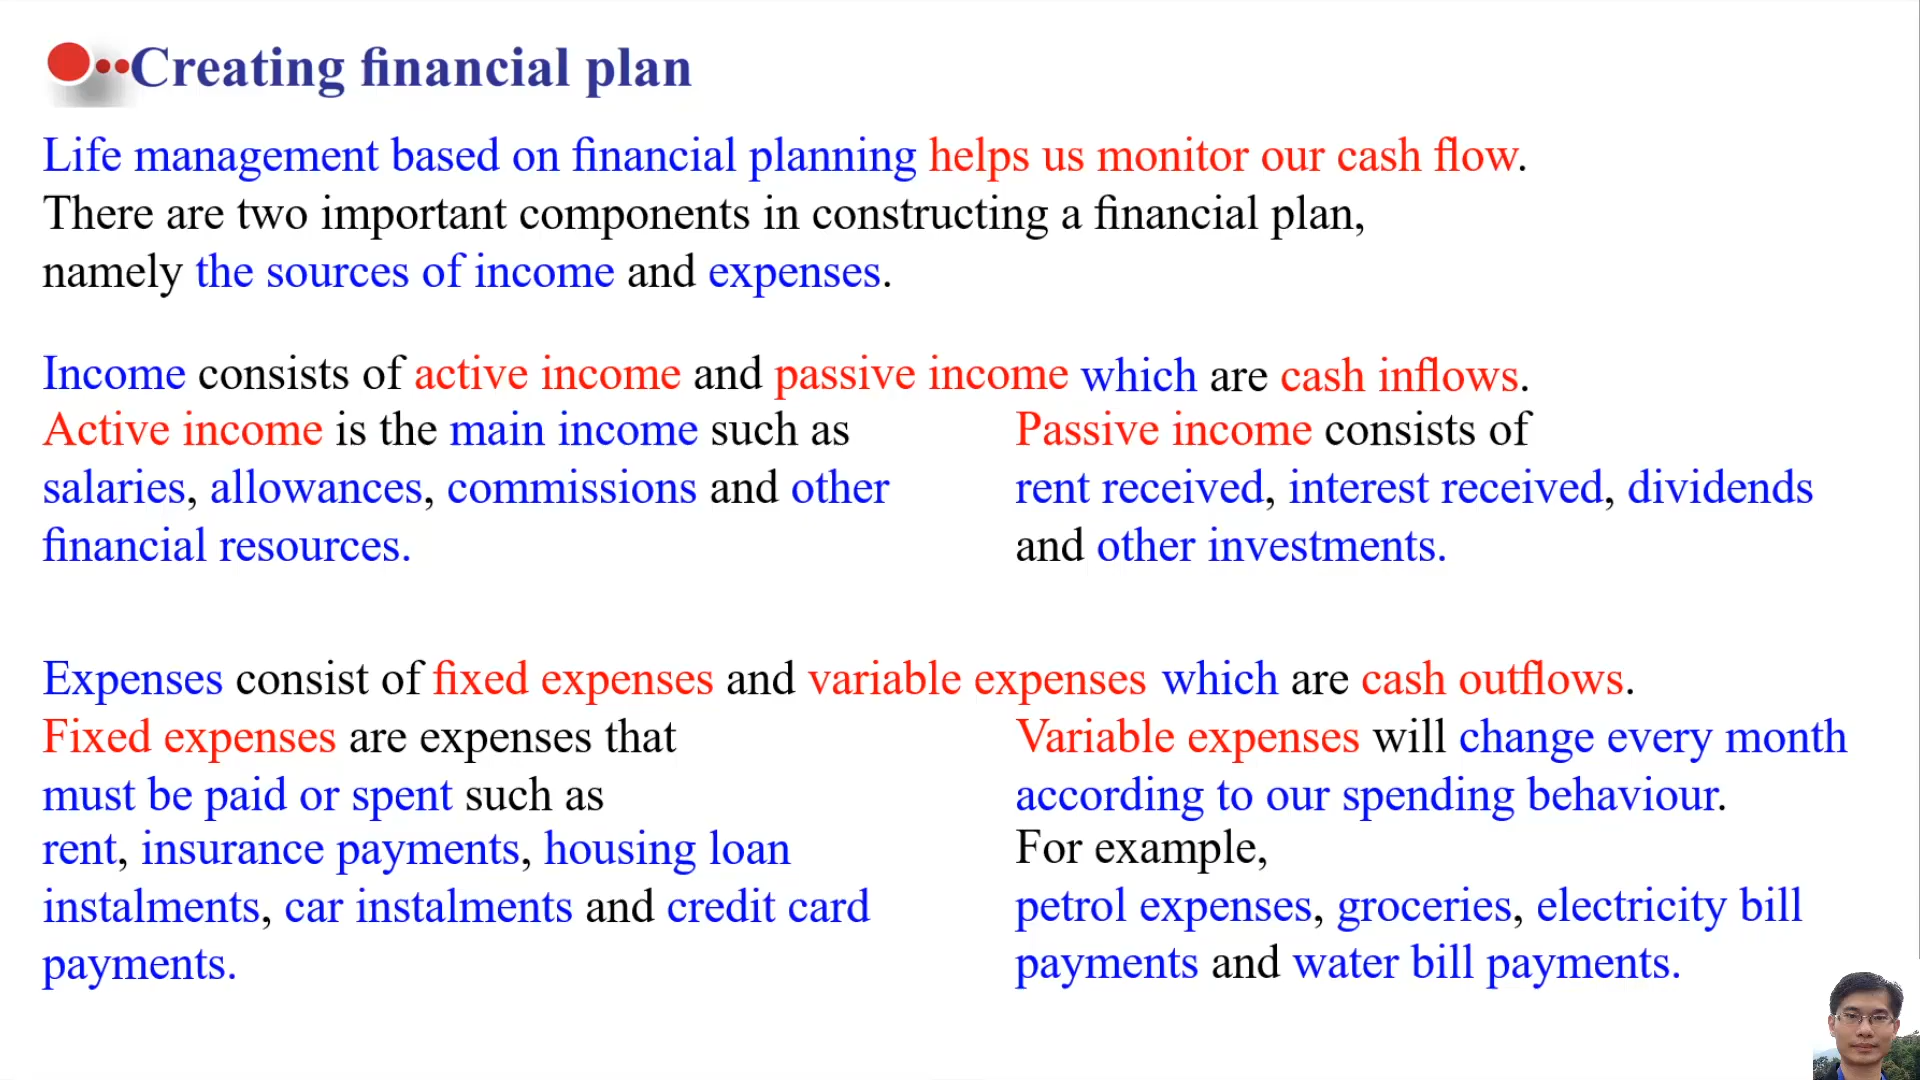 Creating financial plan
Life management based on financial planning helps us monitor our cash flow.
There are two important components in constructing a financial plan,
namely the sources of income and expenses.
Income consists of active income and passive income which are cash inflows.
Active income is the main income such as
salaries, allowances, commissions and other
financial resources.
Passive income consists of
rent received, interest received, dividends
and other investments.
Expenses consist of fixed expenses and variable expenses which are cash outflows.
Fixed expenses are expenses that
must be paid or spent such as
rent, insurance payments, housing loan
instalments, car instalments and credit card
payments.
Variable expenses will change every month
according to our spending behaviour.
For example,
petrol expenses, groceries, electricity bill
payments and water bill payments.